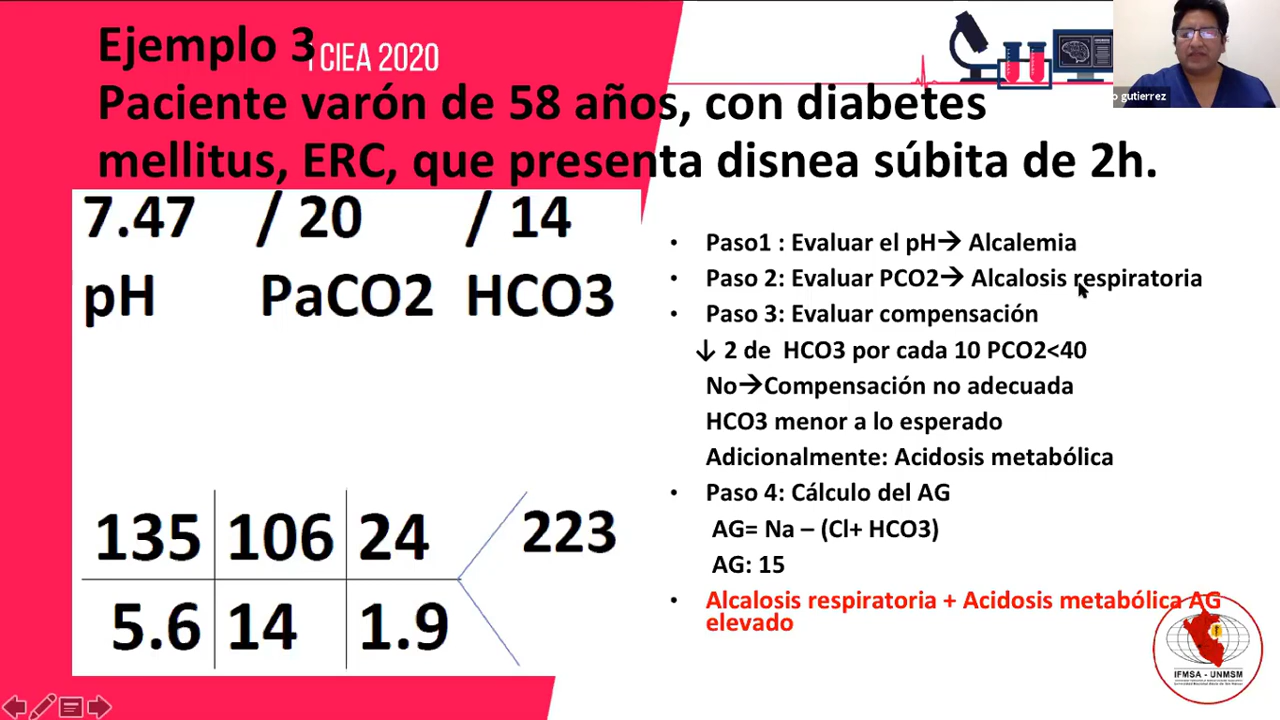 Ejemplo 3
CIEA 2020
Paciente varón de 58 años, con diabetes
mellitus, ERC, que presenta disnea súbita de 2h.
gutierrez
7.47 / 20 / 14
pH PaCO2 HCO3
135 106 24 223
5.6 14 1.9
• Paso1 : Evaluar el pH→ Alcalemia
• Paso 2: Evaluar PCO2→ Alcalosis respiratoria
• Paso 3: Evaluar compensación
↓ 2 de HCO3 por cada 10 PCO2<40
No→Compensación no adecuada
HCO3 menor a lo esperado
Adicionalmente: Acidosis metabólica
• Paso 4: Cálculo del AG
AG= Na – (Cl+ HCO3)
AG: 15
• Alcalosis respiratoria + Acidosis metabólica AG
elevado
IFMSA - UNMSM